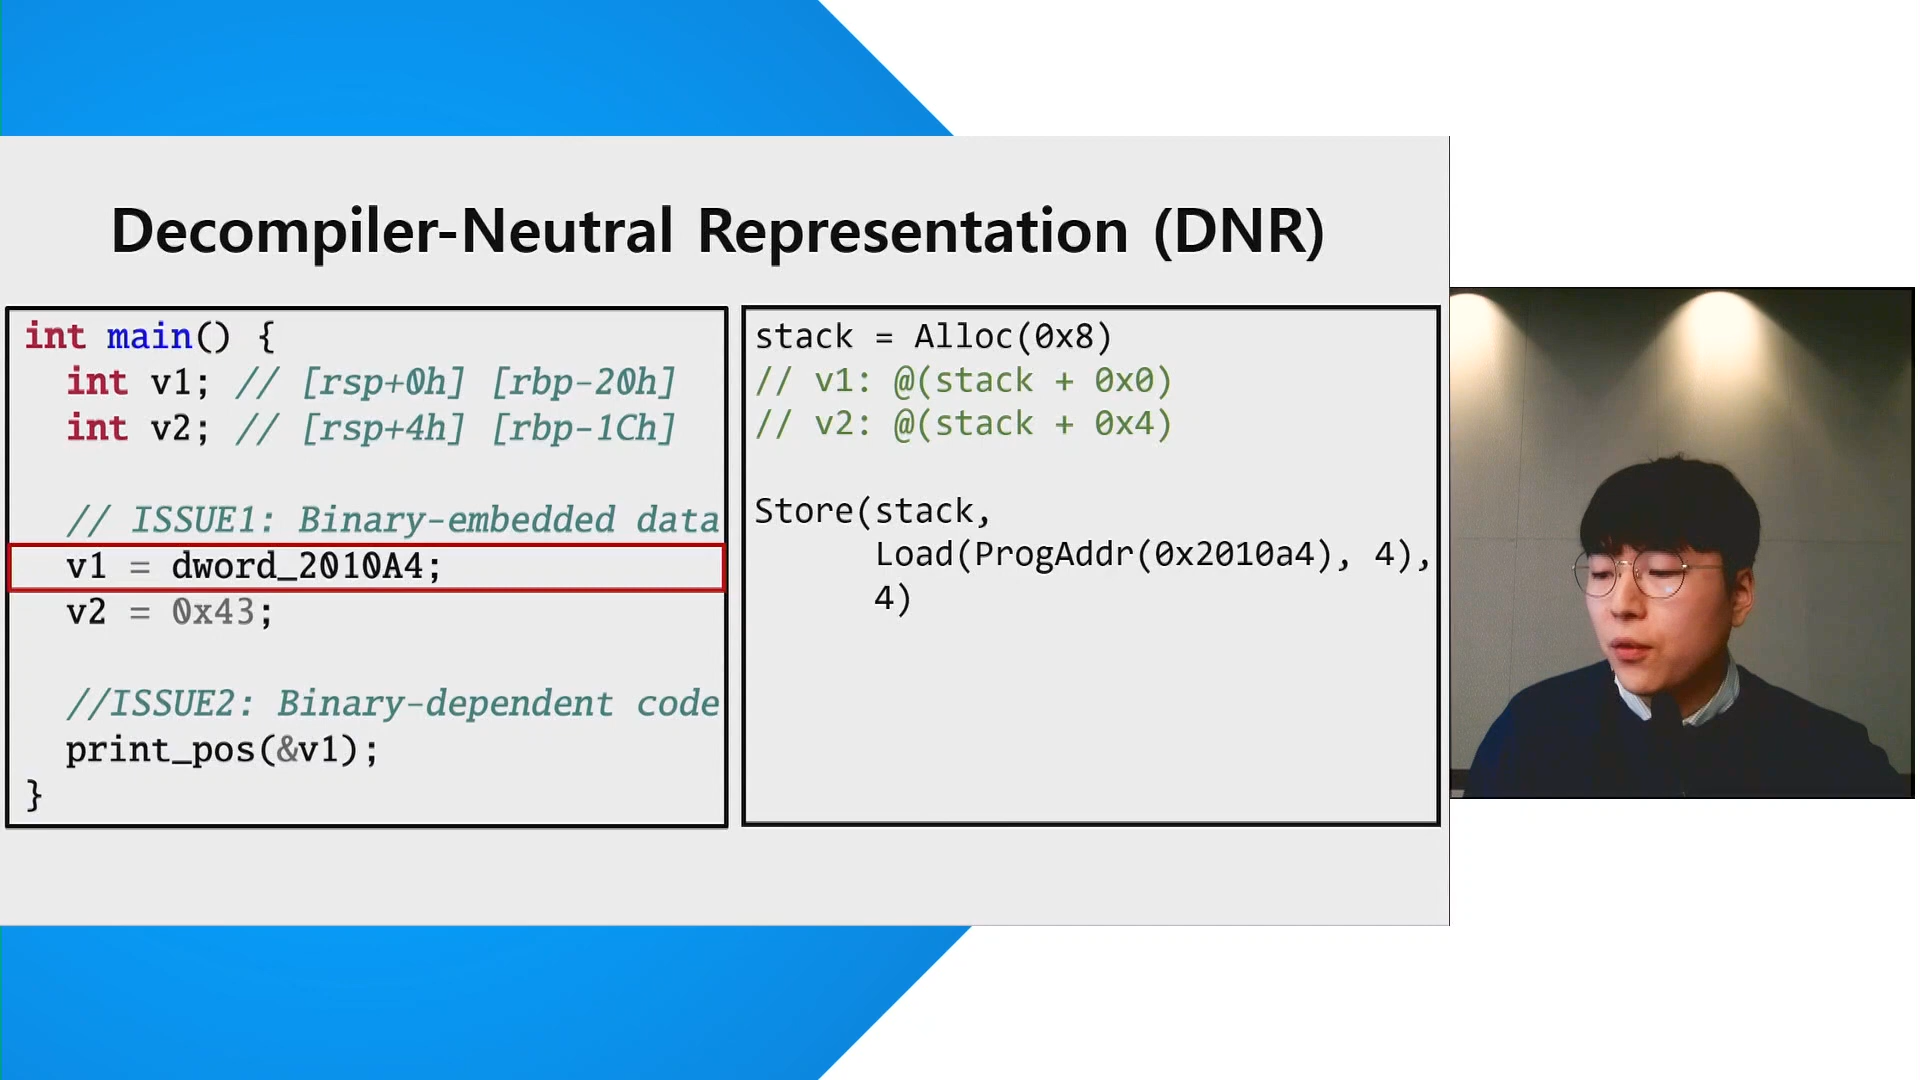 Decompiler-Neutral Representation (DNR)
int main() {
int v1; // [rsp+0h] [rbp-20h]
int v2; // [rsp+4h] [rbp-1Ch]
// ISSUE1: Binary-embedded data
v1 = dword_2010A4;
v2 = 0x43;
//ISSUE2: Binary-dependent code
print_pos(&v1);
}
stack = Alloc(0x8)
// v1: @(stack + 0x0)
// v2: @(stack + 0x4)
Store(stack,
Load(ProgAddr(0x2010a4), 4),
4)